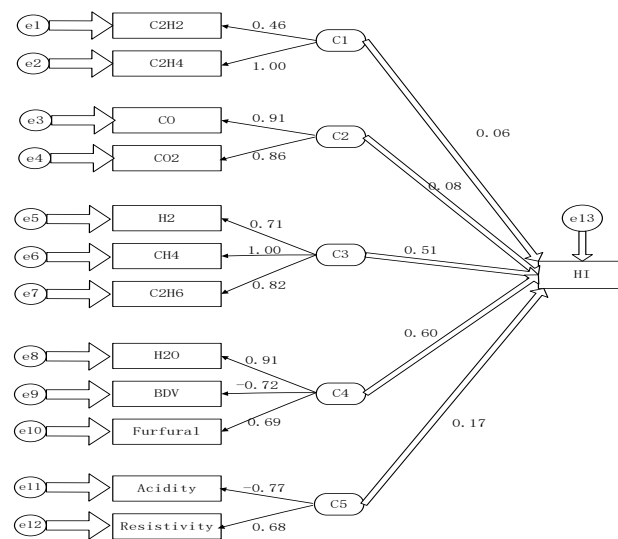 e1 C2H2 0.46 C1
e2 C2H4 1.00
e3 CO 0.91 C2 0.06
e4 CO2 0.86 0.08
e5 H2 0.71 e13
e6 CH4 1.00 C3 0.51 HI
e7 C2H6 0.82
e8 H2O 0.91 0.60
e9 BDV -0.72 C4
e10 Furfural 0.69 0.17
e11 Acidity -0.77 C5
e12 Resistivity 0.68